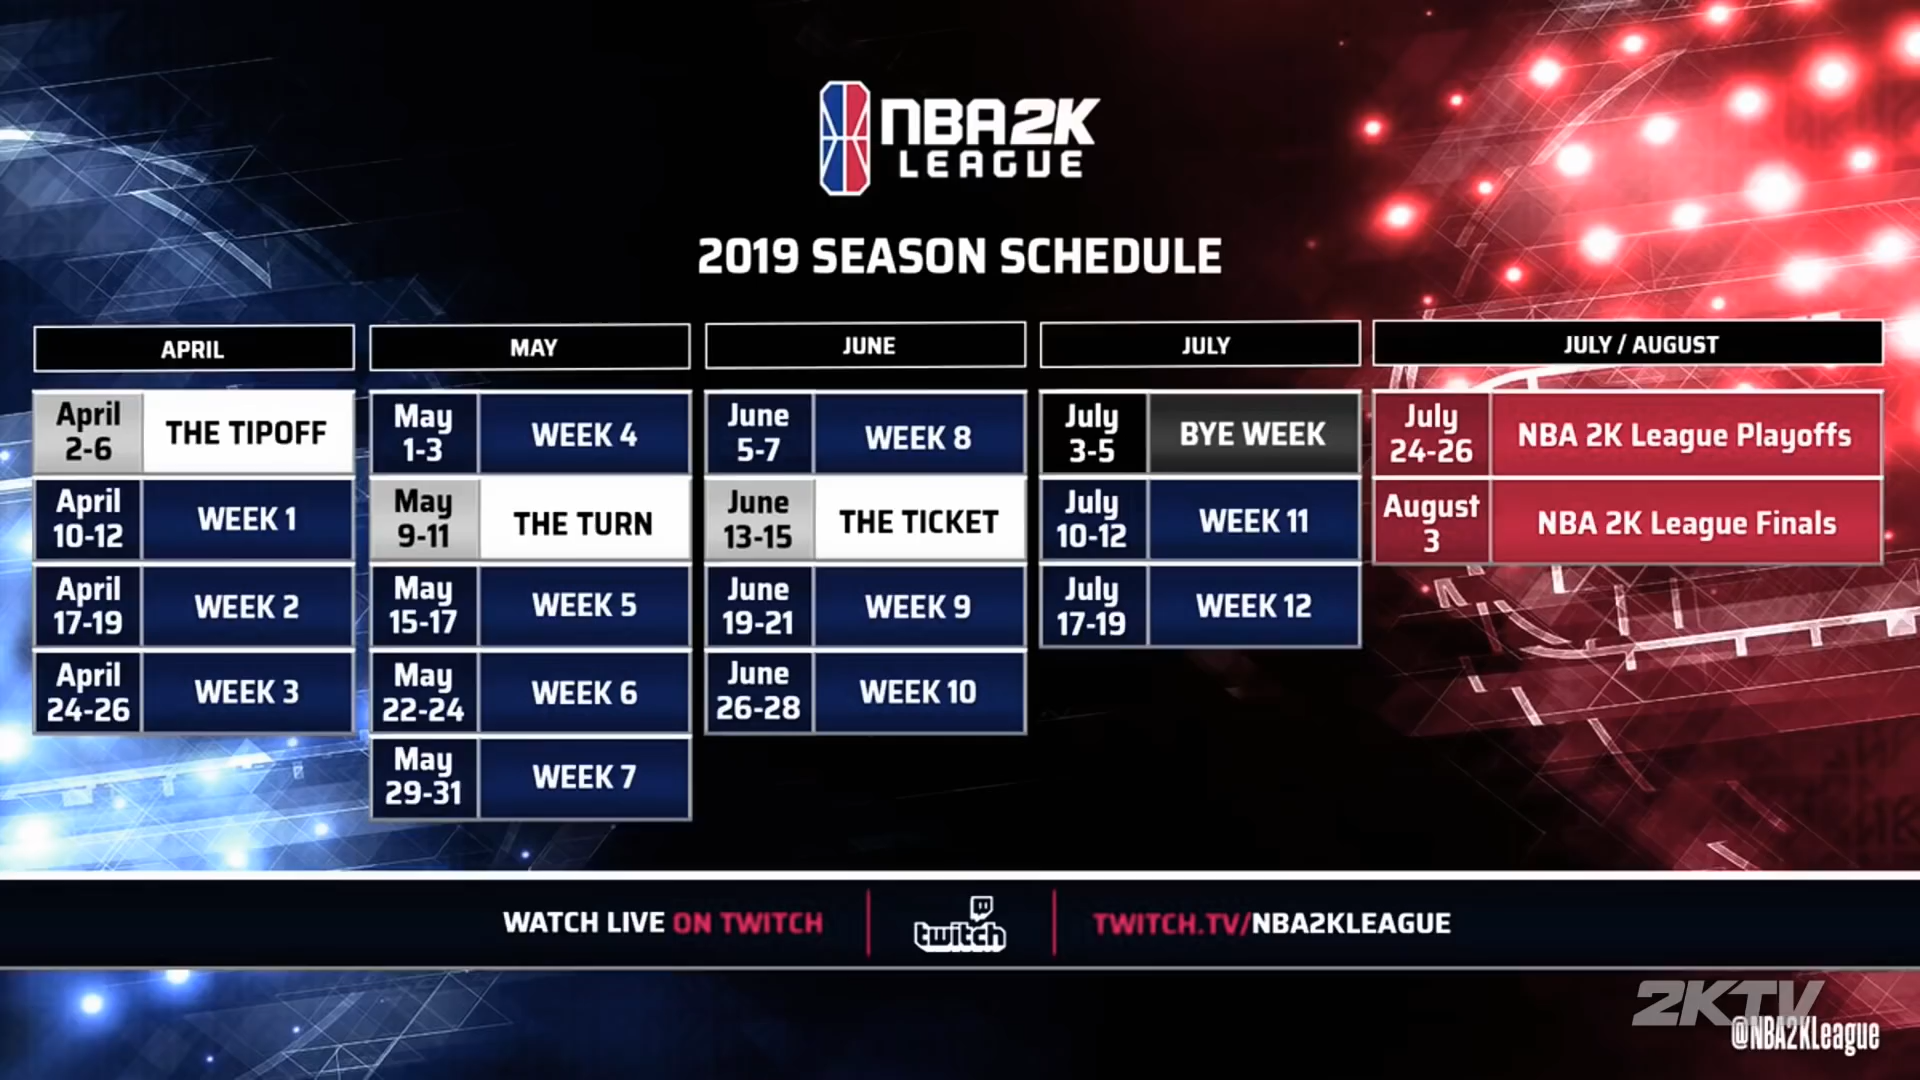 NBA2K
LEAGUE
2019 SEASON SCHEDULE
APRIL
April
2-6
THE TIPOFF
April
10-12
WEEK 1
April
17-19
WEEK 2
April
24-26
WEEK 3
MAY
May
1-3
WEEK 4
May
9-11
THE TURN
May
15-17
WEEK 5
May
22-24
WEEK 6
May
29-31
WEEK 7
JUNE
June
5-7
WEEK 8
June
13-15
THE TICKET
June
19-21
WEEK 9
June
26-28
WEEK 10
JULY
July
3-5
BYE WEEK
July
10-12
WEEK 11
July
17-19
WEEK 12
JULY / AUGUST
July
24-26
NBA 2K League Playoffs
August
3
NBA 2K League Finals
WATCH LIVE ON TWITCH
twitch
TWITCH.TV/NBA2KLEAGUE
2KTV
@NBA2KLeague